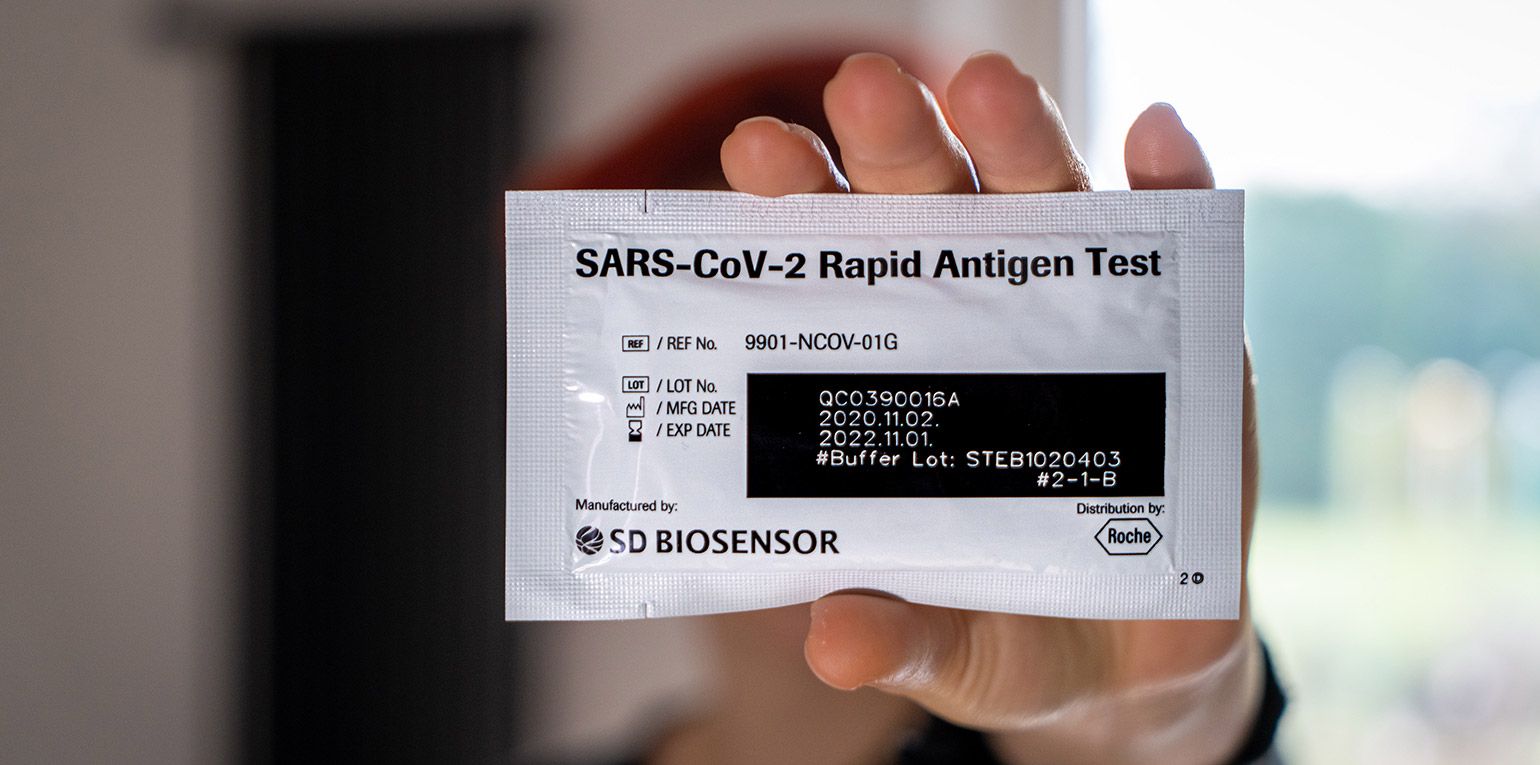 SARS-CoV-2 Rapid Antigen Test
REF / REF No. 9901-NCOV-01G
LOT / LOT No. QC0390016A
/ MFG DATE 2020.11.02.
/ EXP DATE 2022.11.01.
#Buffer Lot: STEB1020403
#2-1-B
Manufactured by:
SD BIOSENSOR
Distribution by:
Roche
2